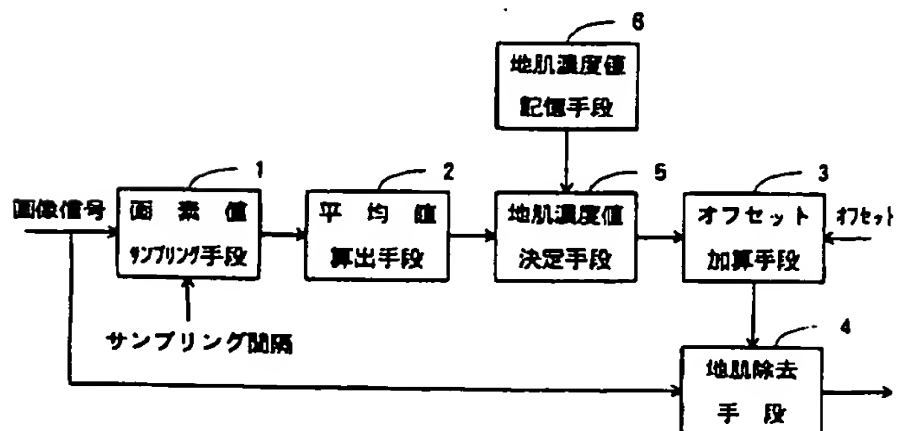 6
地肌濃度値
記憶手段
1
2
5
3
画像信号
画素値
サンプリング手段
平均値
算出手段
地肌濃度値
決定手段
オフセット
加算手段
オフセット
サンプリング間隔
4
地肌除去
手段